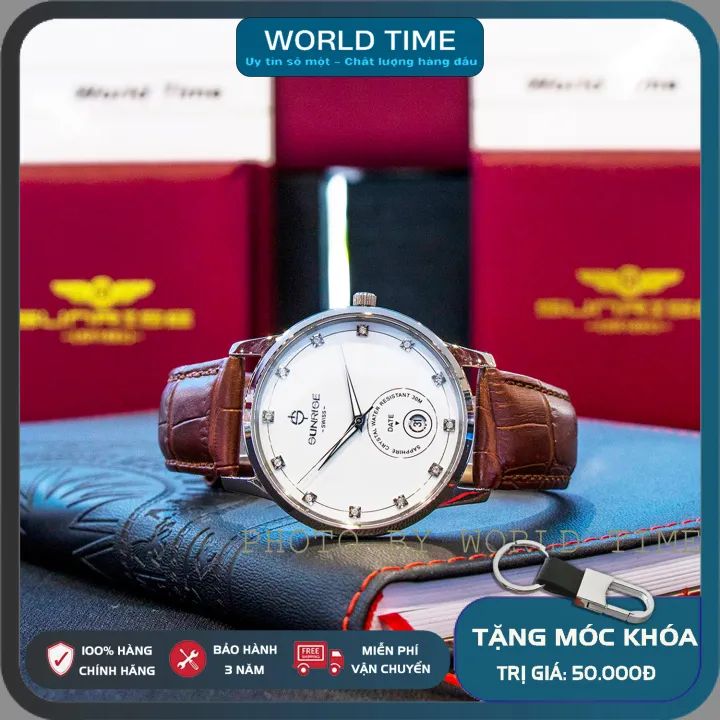 WORLD TIME
Uy tín số một - Chất lượng hàng đầu
World Time
World Time
SUNRISE
SUNRISE
SUNRISE
-SWISS-
SAPPHIRE CRYSTAL WATER RESISTANT 30M
DATE
31
PHOTO BY WORLD TIME
100% HÀNG
CHÍNH HÃNG
BẢO HÀNH
3 NĂM
FREE
SHIPPING
MIỄN PHÍ
VẬN CHUYỂN
TẶNG MÓC KHÓA
TRỊ GIÁ: 50.000Đ